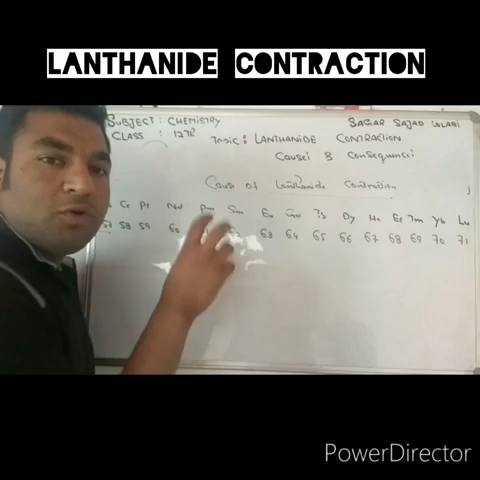 LANTHANIDE CONTRACTION
SUBJECT : CHEMISTRY
SAGAR SAJAD
CLASS : 12th
TOPIC : LANTHANIDE CONTRACTION
Causes & Consequences
Cause of Lanthanide Contraction
Ce Pr Nd Pm Sm Eu Tb Dy Ho Er Tm Yb Lu
57 58 59 60 62 63 64 65 66 67 68 69 70 71
PowerDirector